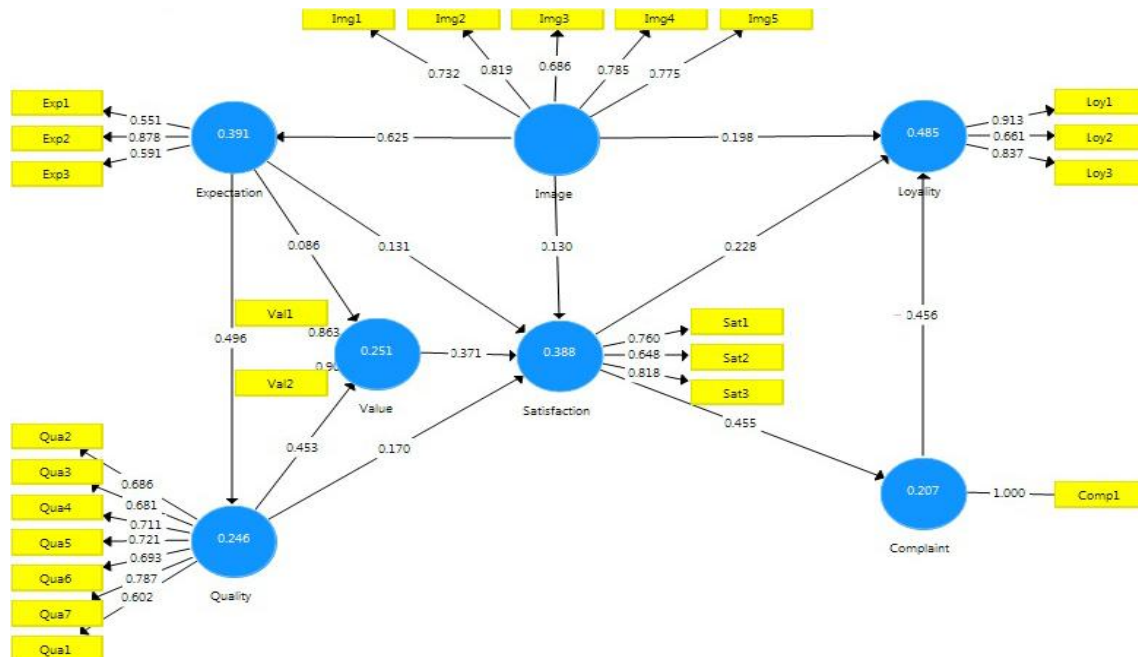 Img1
Img2
Img3
Img4
Img5
0.732
0.819
0.686
0.785
0.775
Exp1
Exp2
Exp3
0.551
0.878
0.591
0.391
Expectation
0.625
Image
0.198
0.485
Loyality
0.913
0.661
0.837
Loy1
Loy2
Loy3
0.086
0.131
0.130
0.228
0.496
Val1
Val2
0.863
0.251
Value
0.371
0.388
Satisfaction
0.760
0.648
0.818
Sat1
Sat2
Sat3
0.456
0.453
0.170
0.455
Qua2
Qua3
Qua4
Qua5
Qua6
Qua7
Qua1
0.686
0.681
0.711
0.721
0.693
0.787
0.602
0.246
Quality
0.207
Complaint
1.000
Comp1